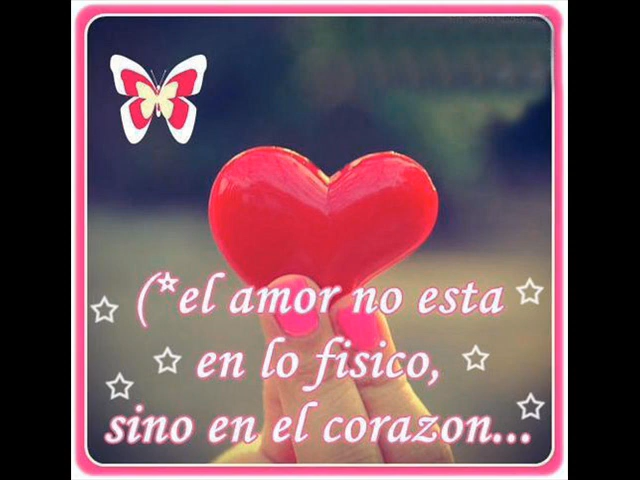 (*el amor no esta
en lo fisico,
sino en el corazon...